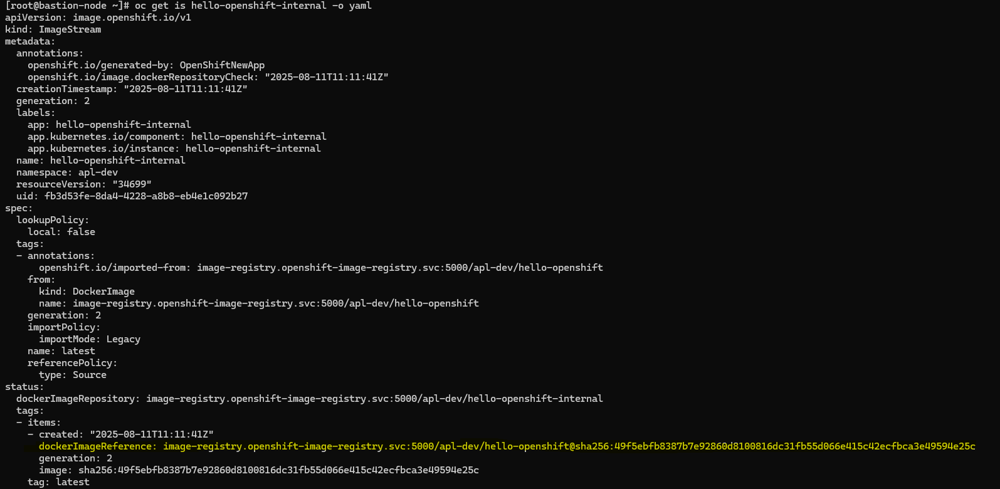 [root@bastion-node ~]# oc get is hello-openshift-internal -o yaml
apiVersion: image.openshift.io/v1
kind: ImageStream
metadata:
  annotations:
    openshift.io/generated-by: OpenShiftNewApp
    openshift.io/image.dockerRepositoryCheck: "2025-08-11T11:11:41Z"
  creationTimestamp: "2025-08-11T11:11:41Z"
  generation: 2
  labels:
    app: hello-openshift-internal
    app.kubernetes.io/component: hello-openshift-internal
    app.kubernetes.io/instance: hello-openshift-internal
  name: hello-openshift-internal
  namespace: apl-dev
  resourceVersion: "34699"
  uid: fb3d53fe-8da4-4228-a8b8-eb4e1c092b27
spec:
  lookupPolicy:
    local: false
  tags:
  - annotations:
      openshift.io/imported-from: image-registry.openshift-image-registry.svc:5000/apl-dev/hello-openshift
    from:
      kind: DockerImage
      name: image-registry.openshift-image-registry.svc:5000/apl-dev/hello-openshift
    generation: 2
    importPolicy:
      importMode: Legacy
    name: latest
    referencePolicy:
      type: Source
status:
  dockerImageRepository: image-registry.openshift-image-registry.svc:5000/apl-dev/hello-openshift-internal
  tags:
  - items:
    - created: "2025-08-11T11:11:41Z"
      dockerImageReference: image-registry.openshift-image-registry.svc:5000/apl-dev/hello-openshift@sha256:49f5ebfb8387b7e92860d8100816dc31fb55d066e415c42ecfbca3e49594e25c
      generation: 2
      image: sha256:49f5ebfb8387b7e92860d8100816dc31fb55d066e415c42ecfbca3e49594e25c
    tag: latest